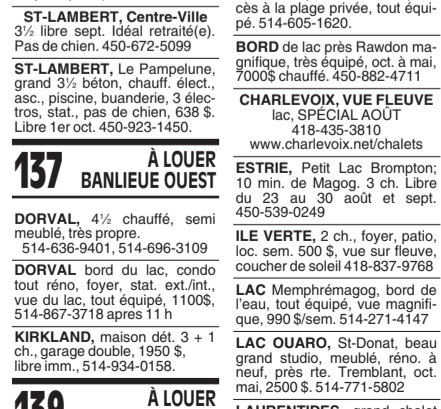 ST-LAMBERT, Centre-Ville
3½ libre sept. Idéal retraité(e).
Pas de chien. 450-672-5099
ST-LAMBERT, Le Pampelune,
grand 3½ béton, chauff. élect.,
asc., piscine, buanderie, 3 élec-
tros, stat., pas de chien, 638 $.
Libre 1er oct. 450-923-1450.
137 À LOUER
BANLIEUE OUEST
DORVAL, 4½ chauffé, semi
meublé, très propre.
514-636-9401, 514-696-3109
DORVAL bord du lac, condo
tout réno, foyer, stat. ext./int.,
vue du lac, tout équipé, 1100$,
514-867-3718 apres 11 h
KIRKLAND, maison dét. 3 + 1
ch., garage double, 1950 $,
libre imm., 514-934-0158.
139 À LOUER
cès à la plage privée, tout équi-
pé. 514-605-1620.
BORD de lac près Rawdon ma-
gnifique, très équipé, oct. à mai,
7000$ chauffé. 450-882-4711
CHARLEVOIX, VUE FLEUVE
lac, SPÉCIAL AOÛT
418-435-3810
www.charlevoix.net/chalets
ESTRIE, Petit Lac Brompton;
10 min. de Magog. 3 ch. Libre
du 23 au 30 août et sept.
450-539-0249
ILE VERTE, 2 ch., foyer, patio,
loc. sem. 500 $, vue sur fleuve,
coucher de soleil 418-837-9768
LAC Memphrémagog, bord de
l'eau, tout équipé, vue magnifi-
que, 990 $/sem. 514-271-4147
LAC OUARO, St-Donat, beau
grand studio, meublé, réno. à
neuf, près rte. Tremblant, oct.
mai, 2500 $. 514-771-5802
LAURENTIDES, grand chalet